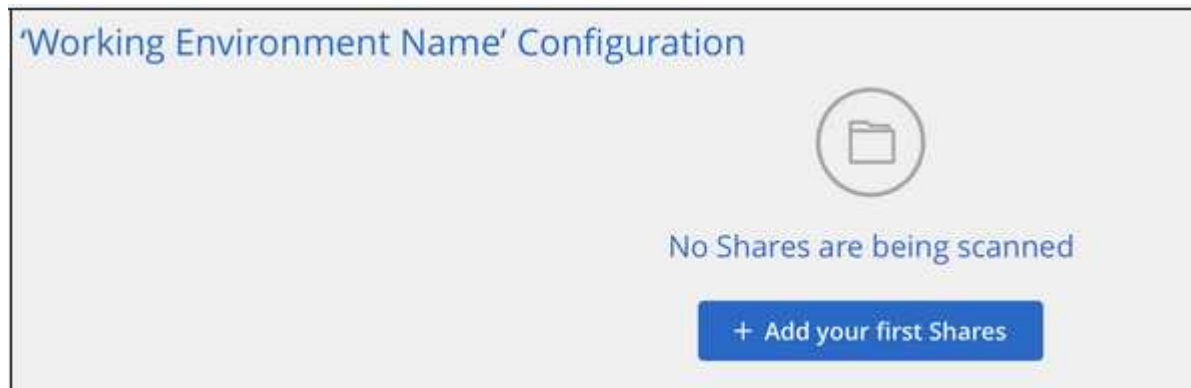 ‘Working Environment Name’ Configuration
No Shares are being scanned
+ Add your first Shares